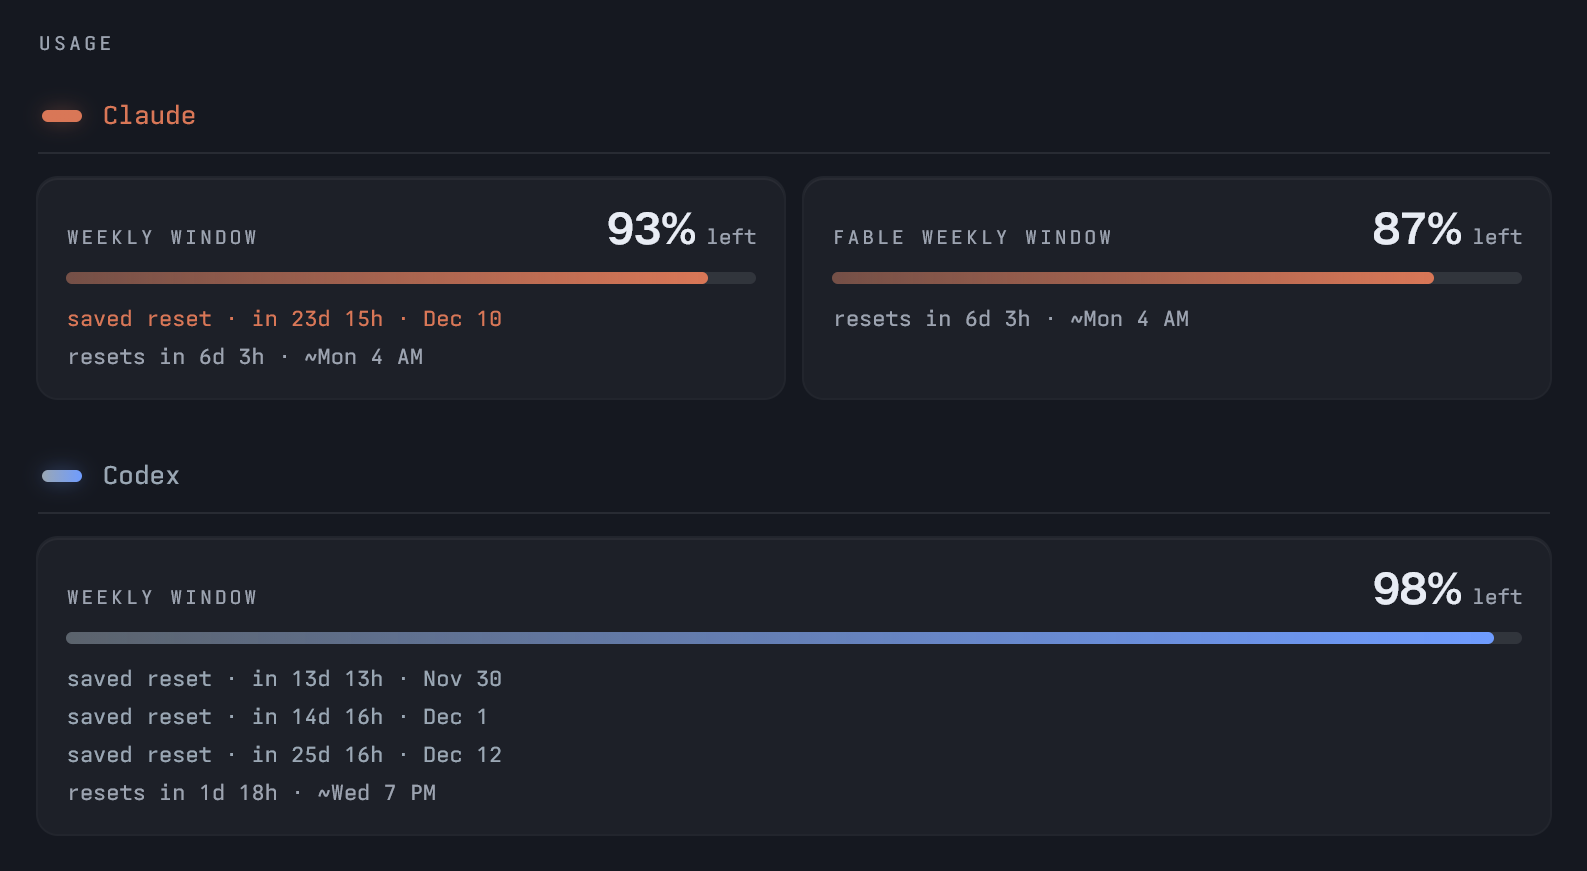 USAGE
Claude
WEEKLY WINDOW 93% left
saved reset · in 23d 15h · Dec 10
resets in 6d 3h · ~Mon 4 AM
FABLE WEEKLY WINDOW 87% left
resets in 6d 3h · ~Mon 4 AM
Codex
WEEKLY WINDOW 98% left
saved reset · in 13d 13h · Nov 30
saved reset · in 14d 16h · Dec 1
saved reset · in 25d 16h · Dec 12
resets in 1d 18h · ~Wed 7 PM